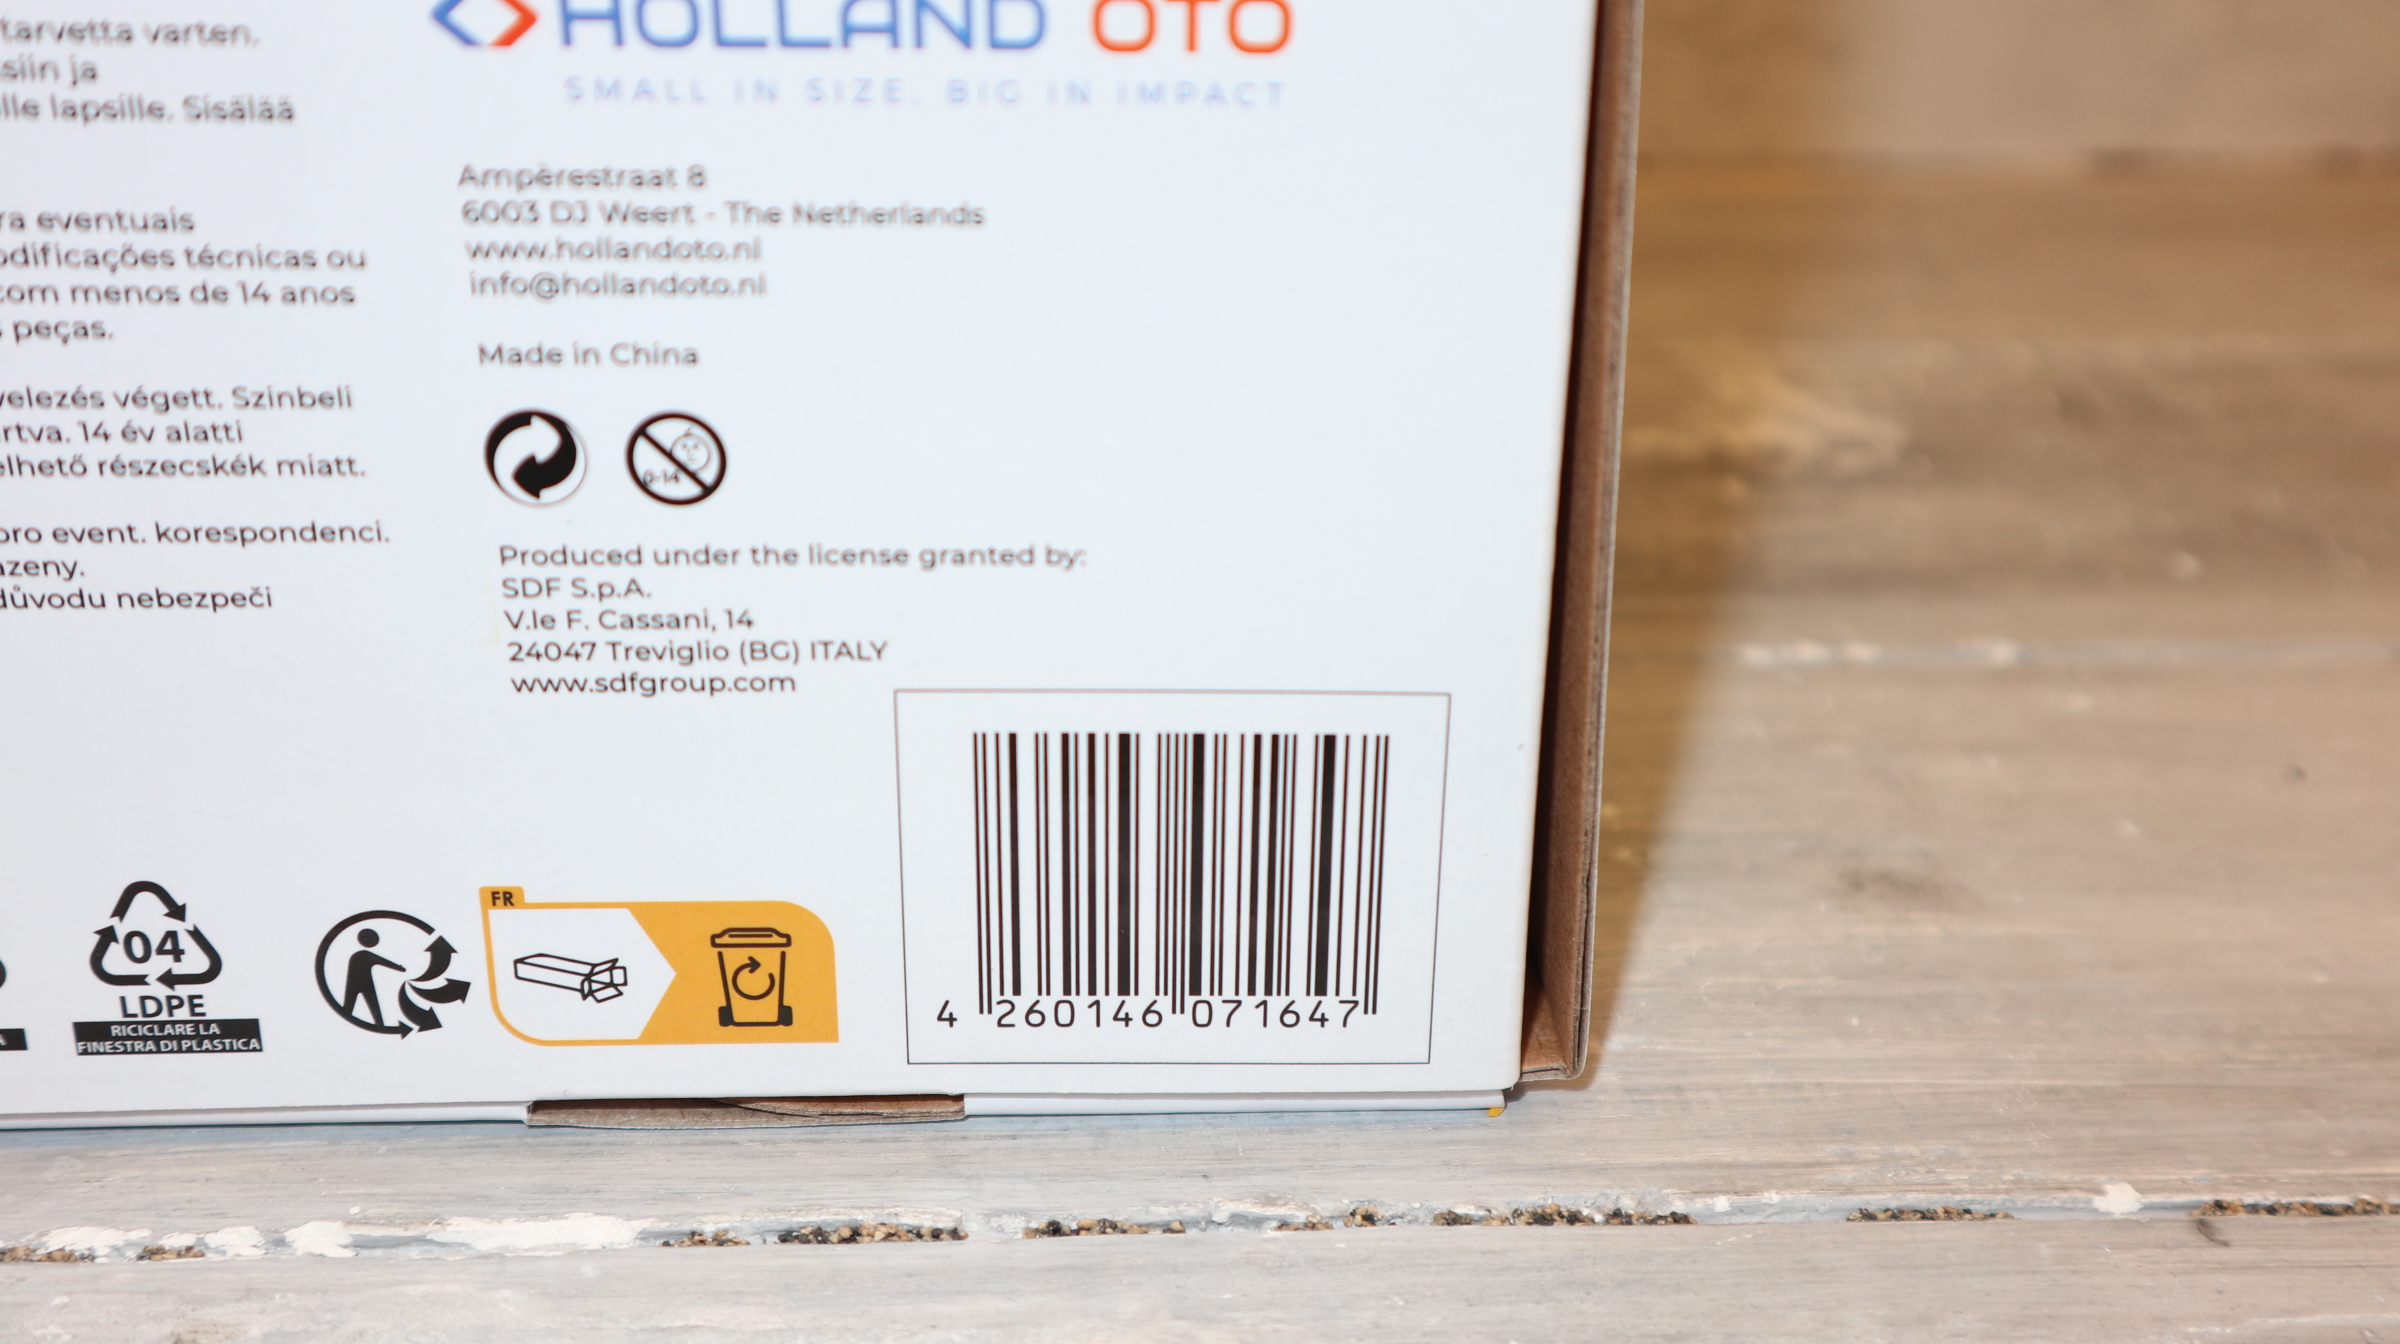 tarvetta varten.
siin ja
lle lapsille. Sisälää
ra eventuais
odificações técnicas ou
com menos de 14 anos
s peças.
velezés végett. Szinbeli
rtva. 14 év alatti
elhető részecskék miatt.
pro event. korespondenci.
azeny.
důvodu nebezpeči
HOLLAND OTO
SMALL IN SIZE, BIG IN IMPACT
Ampèrestraat 8
6003 DJ Weert - The Netherlands
www.hollandoto.nl
info@hollandoto.nl
Made in China
0-14
Produced under the license granted by:
SDF S.p.A.
V.le F. Cassani, 14
24047 Treviglio (BG) ITALY
www.sdfgroup.com
04
LDPE
RICICLARE LA
FINESTRA DI PLASTICA
FR
4 260146 071647